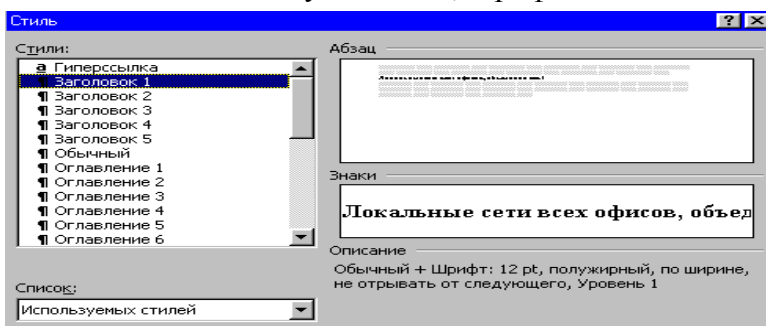 Стиль
Стили:
a Гиперссылка
¶ Заголовок 1
¶ Заголовок 2
¶ Заголовок 3
¶ Заголовок 4
¶ Заголовок 5
¶ Обычный
¶ Оглавление 1
¶ Оглавление 2
¶ Оглавление 3
¶ Оглавление 4
¶ Оглавление 5
¶ Оглавление 6
Список:
Используемых стилей
Абзац
Знаки
Локальные сети всех офисов, объед
Описание
Обычный + Шрифт: 12 pt, полужирный, по ширине,
не отрывать от следующего, Уровень 1